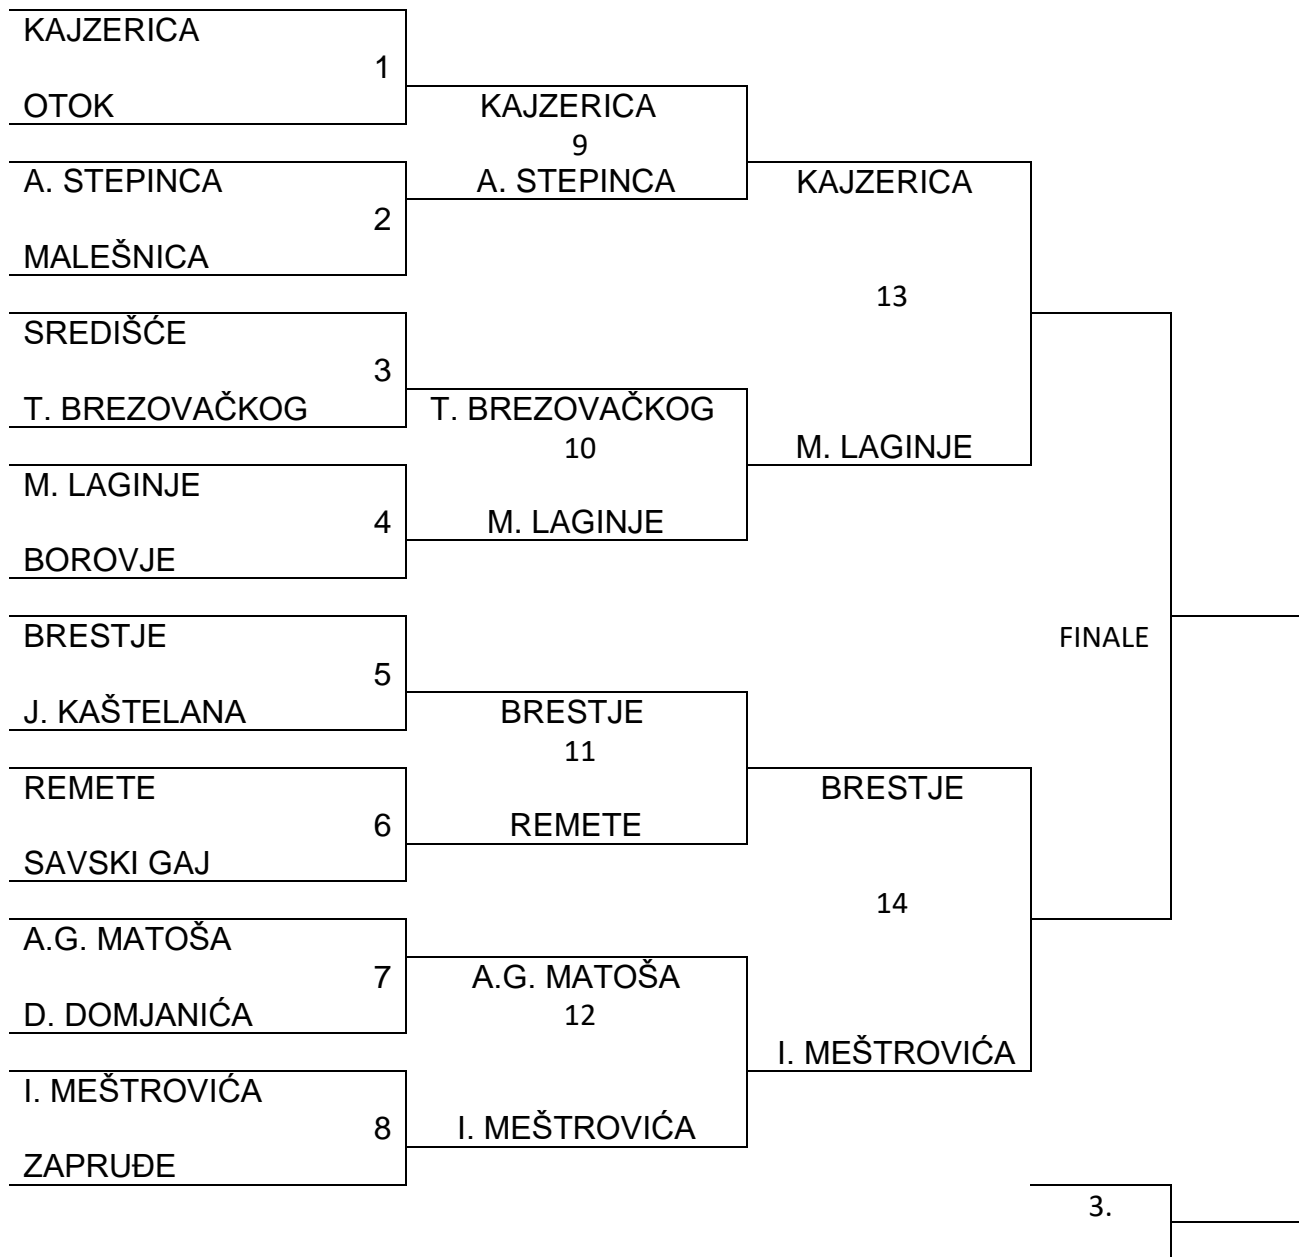 KAJZERICA
1
OTOK
KAJZERICA
9
A. STEPINCA
A. STEPINCA
KAJZERICA
2
MALEŠNICA
13
SREDIŠĆE
3
T. BREZOVAČKOG
T. BREZOVAČKOG
10
M. LAGINJE
M. LAGINJE
4
M. LAGINJE
BOROVJE
BRESTJE
FINALE
5
J. KAŠTELANA
BRESTJE
11
REMETE
BRESTJE
6
REMETE
SAVSKI GAJ
14
A.G. MATOŠA
7
A.G. MATOŠA
D. DOMJANIĆA
12
I. MEŠTROVIĆA
I. MEŠTROVIĆA
8
I. MEŠTROVIĆA
ZAPRUĐE
3.